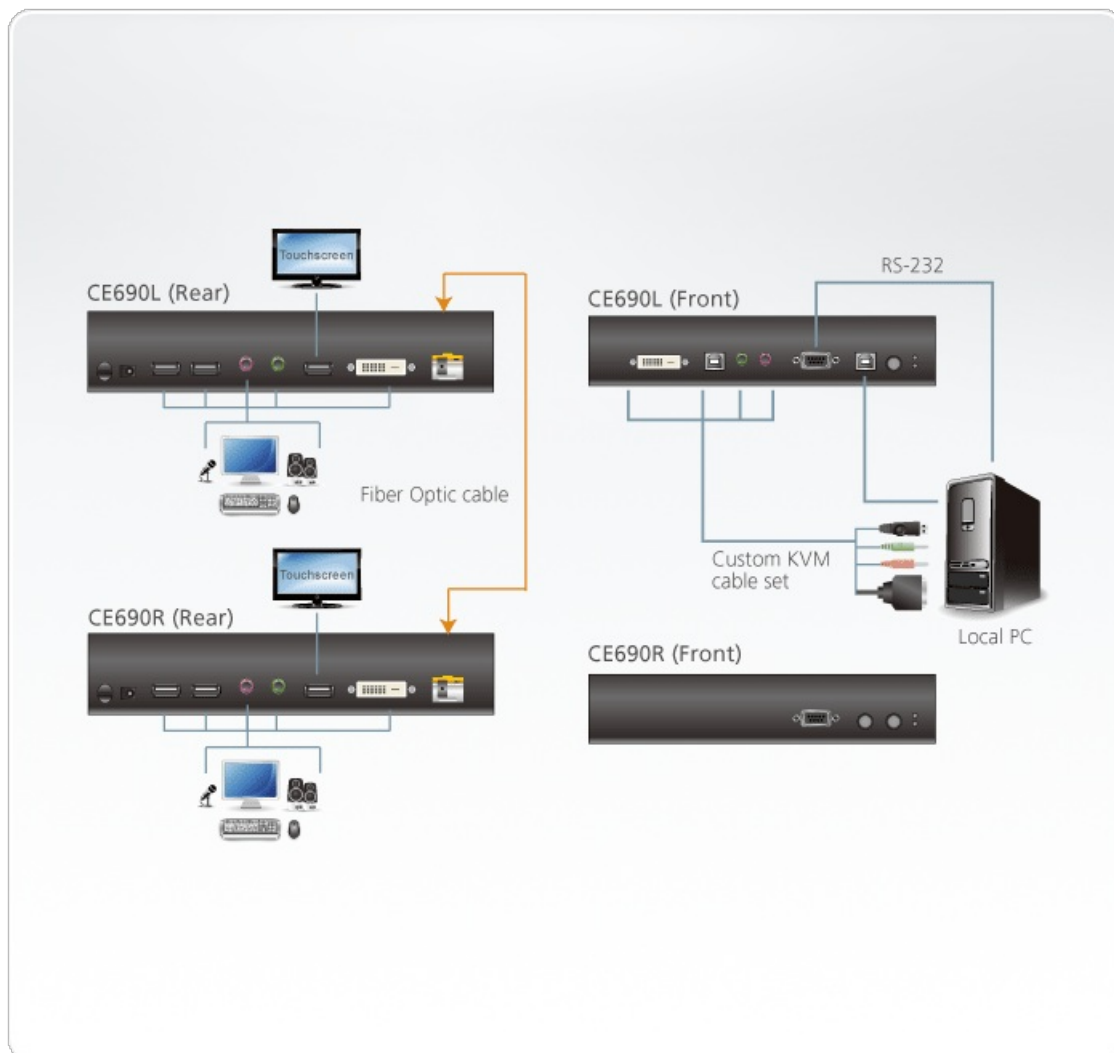 Touchscreen
CE690L (Rear)
Fiber Optic cable
Touchscreen
CE690R (Rear)
RS-232
CE690L (Front)
Custom KVM
cable set
Local PC
CE690R (Front)